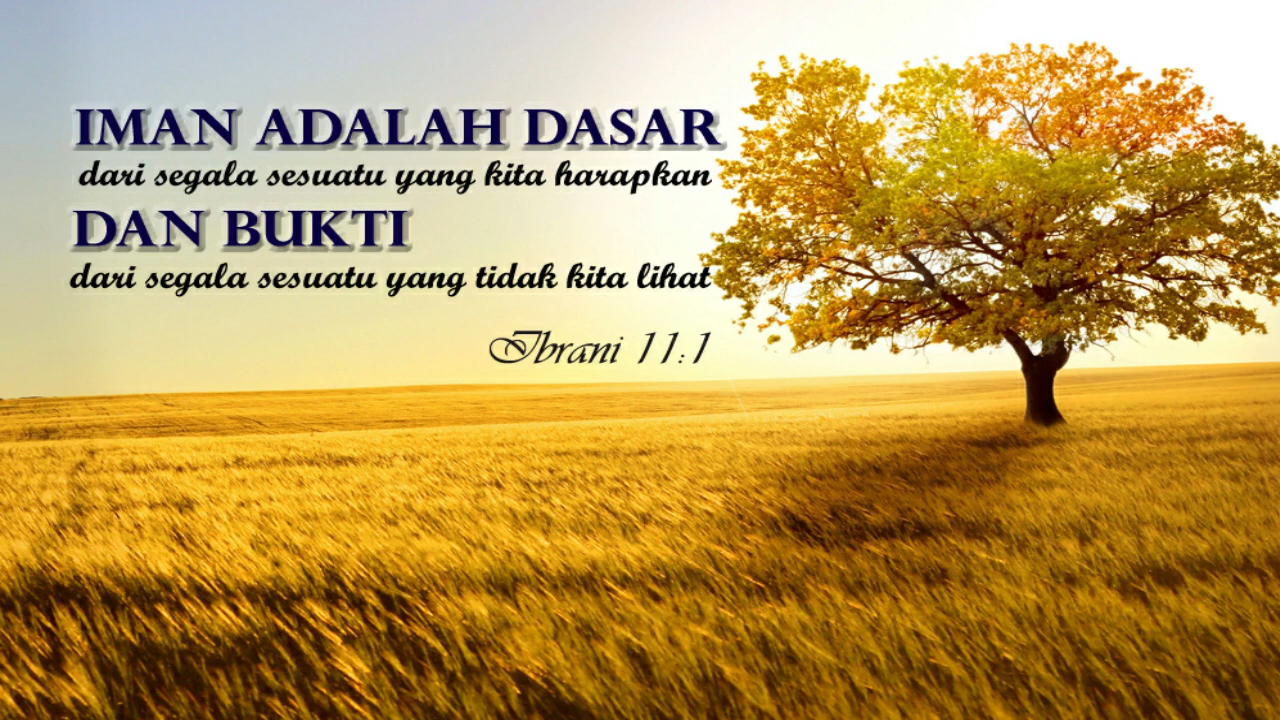 IMAN ADALAH DASAR
dari segala sesuatu yang kita harapkan
DAN BUKTI
dari segala sesuatu yang tidak kita lihat
Ibrani 11:1